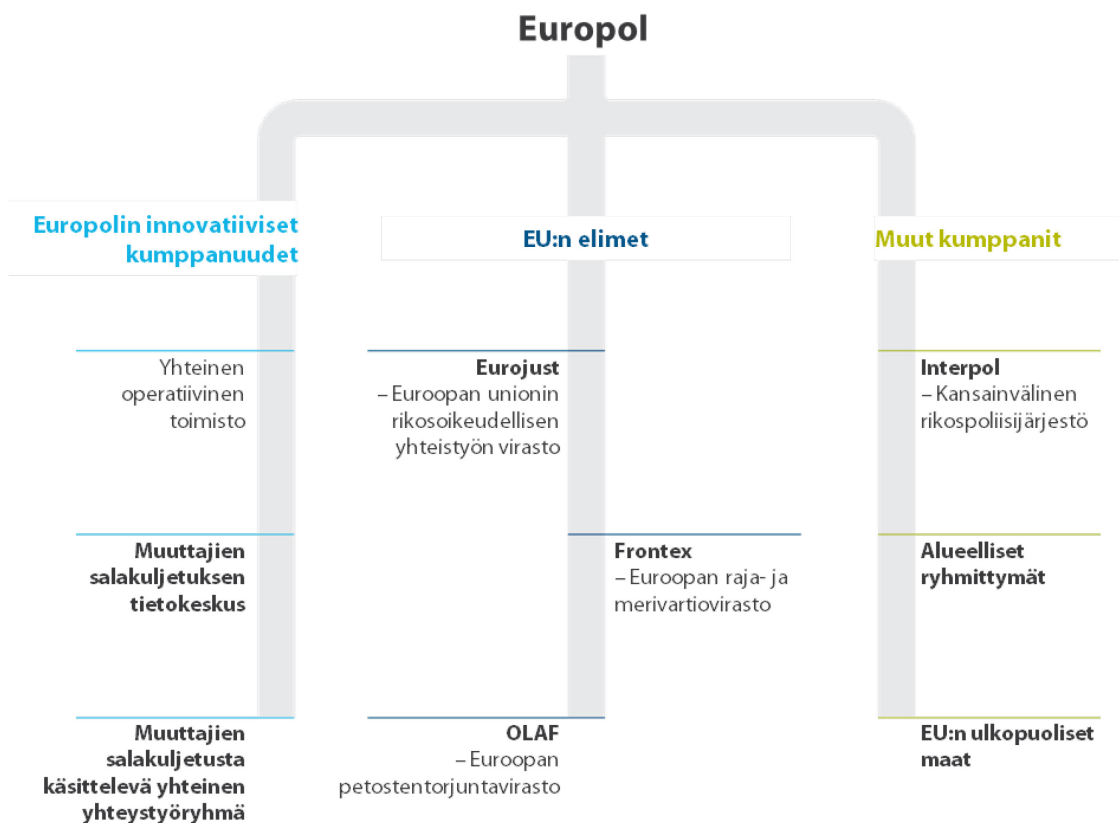 Europol
Europolin innovatiiviset
kumppanuudet
EU:n elimet
Muut kumppanit
Yhteinen
operatiivinen
toimisto
Eurojust
– Euroopan unionin
rikosoikeudellisen
yhteistyön virasto
Interpol
– Kansainvälinen
rikospoliisijärjestö
Muuttajien
salakuljetuksen
tietokeskus
Frontex
– Euroopan raja- ja
merivartiovirasto
Alueelliset
ryhmittymät
Muuttajien
salakuljetusta
käsittelevä yhteinen
yhteystyöryhmä
OLAF
– Euroopan
petostentorjuntavirasto
EU:n ulkopuoliset
maat